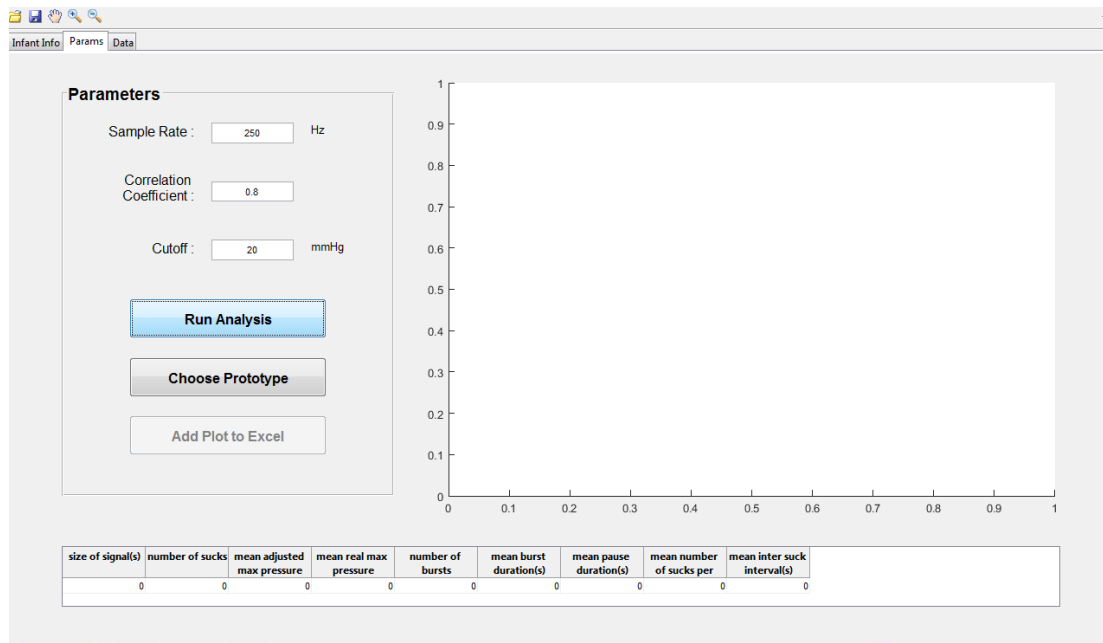 Infant Info Params Data
Parameters
Sample Rate : 250 Hz
Correlation
Coefficient : 0.8
Cutoff : 20 mmHg
Run Analysis
Choose Prototype
Add Plot to Excel
1
0.9
0.8
0.7
0.6
0.5
0.4
0.3
0.2
0.1
0
0 0.1 0.2 0.3 0.4 0.5 0.6 0.7 0.8 0.9 1
size of signal(s) number of sucks mean adjusted mean real max number of mean burst mean pause mean number mean inter suck
max pressure pressure bursts duration(s) duration(s) of sucks per interval(s)
0 0 0 0 0 0 0 0 0